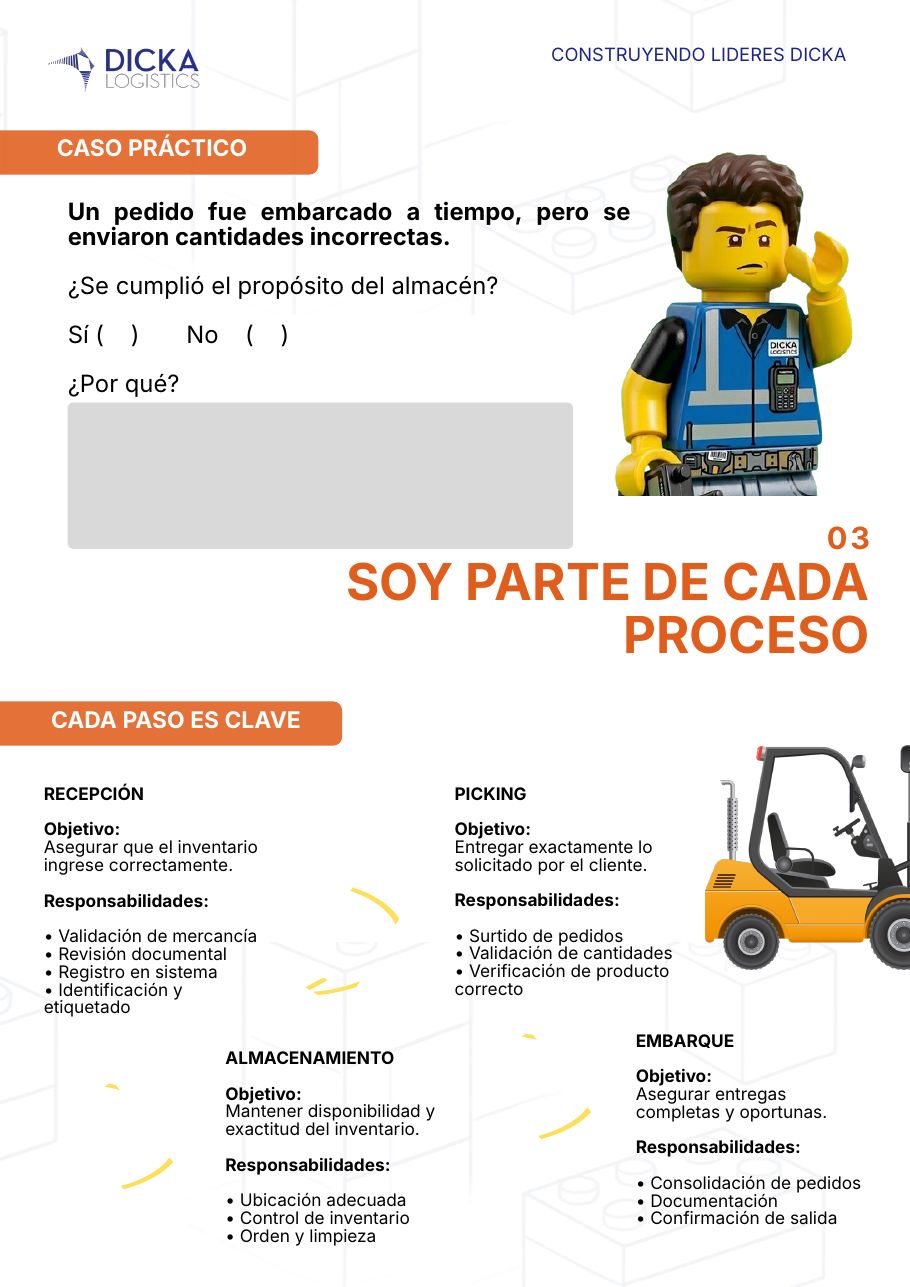 DICKA
LOGISTICS
CONSTRUYENDO LIDERES DICKA
CASO PRÁCTICO
Un pedido fue embarcado a tiempo, pero se
enviaron cantidades incorrectas.
¿Se cumplió el propósito del almacén?
Sí (    )      No    (    )
¿Por qué?
DICKA
LOGISTICS
03
SOY PARTE DE CADA
PROCESO
CADA PASO ES CLAVE
RECEPCIÓN
Objetivo:
Asegurar que el inventario
ingrese correctamente.
Responsabilidades:
• Validación de mercancía
• Revisión documental
• Registro en sistema
• Identificación y
etiquetado
PICKING
Objetivo:
Entregar exactamente lo
solicitado por el cliente.
Responsabilidades:
• Surtido de pedidos
• Validación de cantidades
• Verificación de producto
correcto
ALMACENAMIENTO
Objetivo:
Mantener disponibilidad y
exactitud del inventario.
Responsabilidades:
• Ubicación adecuada
• Control de inventario
• Orden y limpieza
EMBARQUE
Objetivo:
Asegurar entregas
completas y oportunas.
Responsabilidades:
• Consolidación de pedidos
• Documentación
• Confirmación de salida